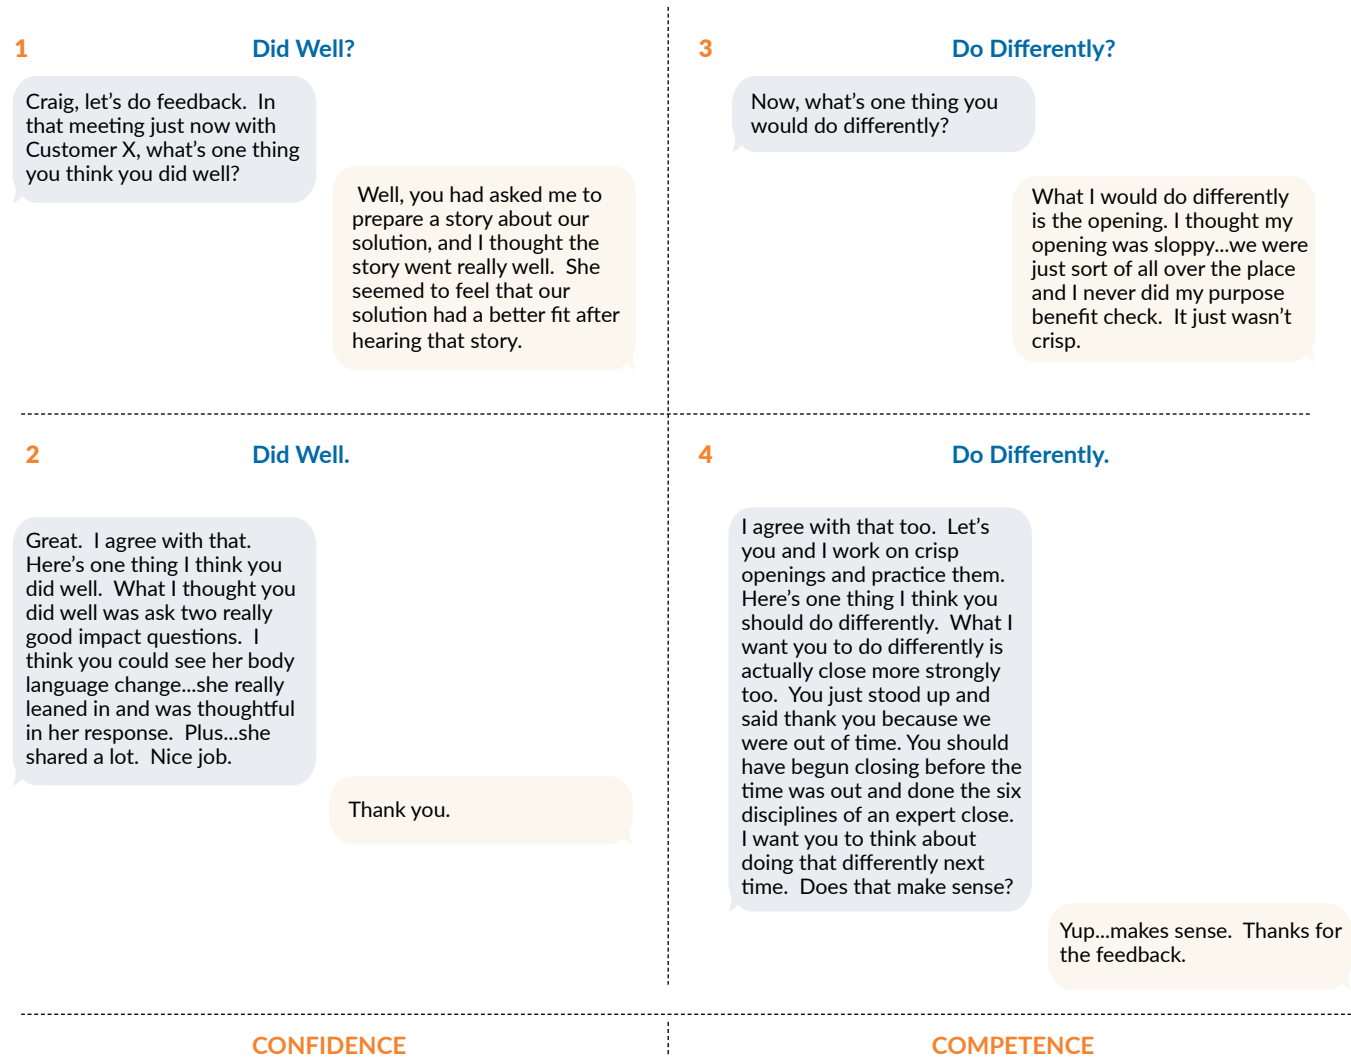 1
Did Well?
Craig, let’s do feedback.  In
that meeting just now with
Customer X, what’s one thing
you think you did well?
Well, you had asked me to
prepare a story about our
solution, and I thought the
story went really well.  She
seemed to feel that our
solution had a better fit after
hearing that story.
2
Did Well.
Great.  I agree with that.
Here’s one thing I think you
did well.  What I thought you
did well was ask two really
good impact questions.  I
think you could see her body
language change...she really
leaned in and was thoughtful
in her response.  Plus...she
shared a lot.  Nice job.
Thank you.
CONFIDENCE
3
Do Differently?
Now, what’s one thing you
would do differently?
What I would do differently
is the opening. I thought my
opening was sloppy...we were
just sort of all over the place
and I never did my purpose
benefit check.  It just wasn’t
crisp.
4
Do Differently.
I agree with that too.  Let’s
you and I work on crisp
openings and practice them.
Here’s one thing I think you
should do differently.  What I
want you to do differently is
actually close more strongly
too.  You just stood up and
said thank you because we
were out of time. You should
have begun closing before the
time was out and done the six
disciplines of an expert close.
I want you to think about
doing that differently next
time.  Does that make sense?
Yup...makes sense.  Thanks for
the feedback.
COMPETENCE